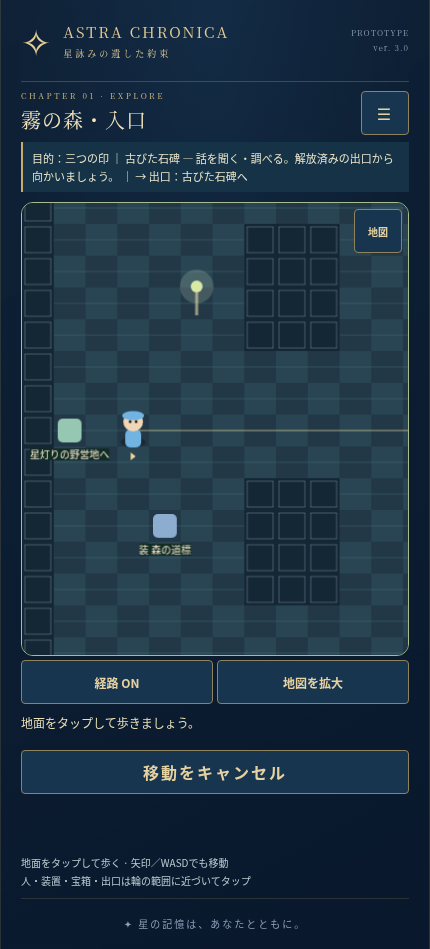 ASTRA CHRONICA
星詠みの遺した約束
PROTOTYPE
ver. 3.0
CHAPTER 01 · EXPLORE
霧の森・入口
☰
目的：三つの印 ｜ 古びた石碑 — 話を聞く・調べる。解放済みの出口から
向かいましょう。 ｜ → 出口：古びた石碑へ
地図
星灯りの野営地へ
装 森の道標
経路 ON
地図を拡大
地面をタップして歩きましょう。
移動をキャンセル
地面をタップして歩く · 矢印／WASDでも移動
人・装置・宝箱・出口は輪の範囲に近づいてタップ
✦ 星の記憶は、あなたとともに。